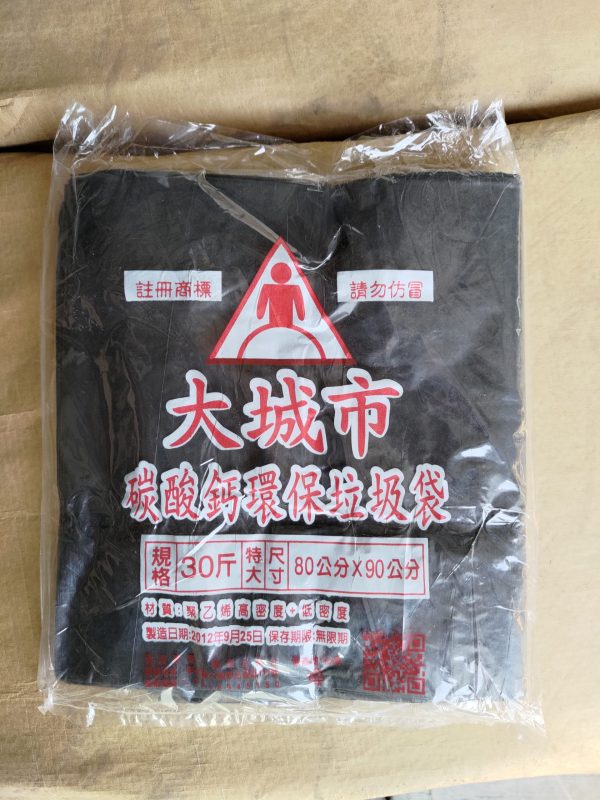 註冊商標
請勿仿冒
大城市
碳酸鈣環保垃圾袋
規格 30斤 特大 尺寸 80公分X90公分
材質:聚乙烯高密度+低密度
製造日期:2012年9月25日 保存期限:無限期